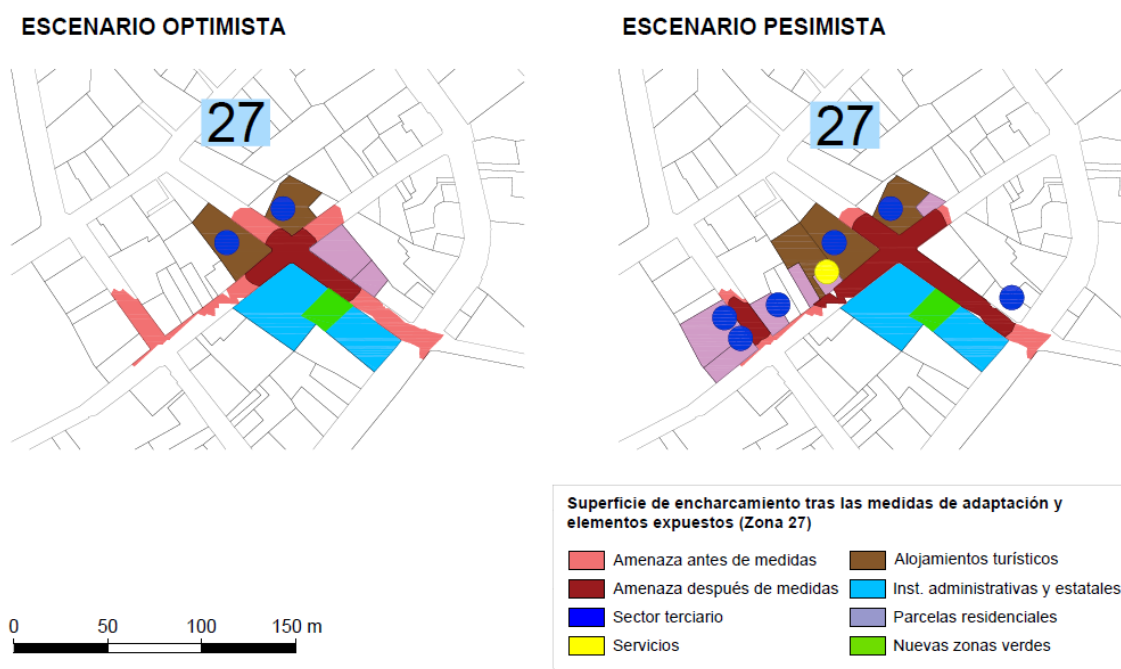 ESCENARIO OPTIMISTA
ESCENARIO PESIMISTA
27
27
Superficie de encharcamiento tras las medidas de adaptación y
elementos expuestos (Zona 27)
Amenaza antes de medidas
Amenaza después de medidas
Sector terciario
Servicios
Alojamientos turísticos
Inst. administrativas y estatales
Parcelas residenciales
Nuevas zonas verdes
0 50 100 150 m